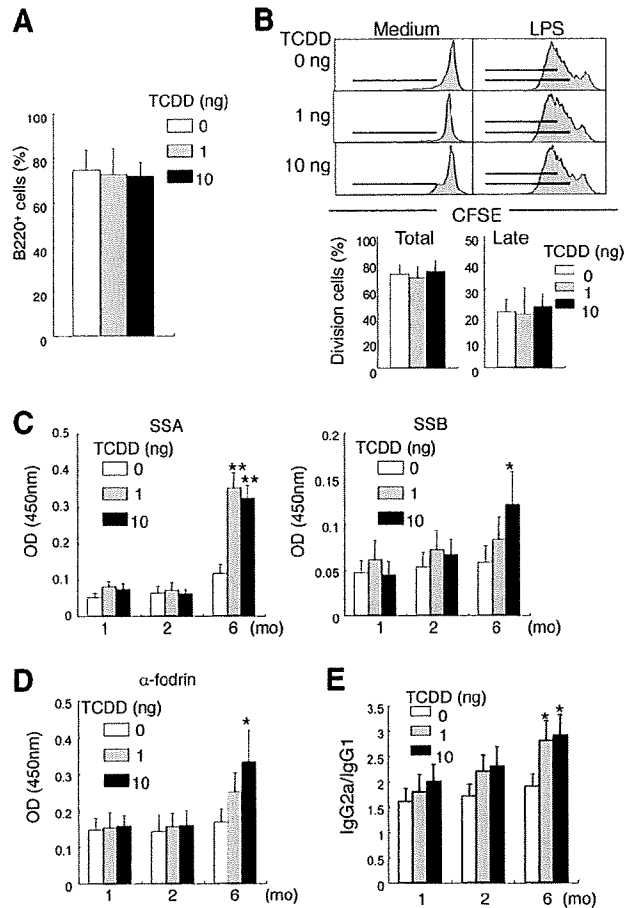 A
TCDD (ng)
0
1
10
B220+ cells (%)
100
80
60
40
20
0
B
TCDD
Medium
LPS
0 ng
1 ng
10 ng
CFSE
Division cells (%)
Total
80
60
40
20
0
Late
50
40
30
20
10
0
TCDD (ng)
0
1
10
C
SSA
TCDD (ng)
0
1
10
OD (450nm)
0.5
0.4
0.3
0.2
0.1
0
** **
1 2 6 (mo)
SSB
TCDD (ng)
0
1
10
OD (450nm)
0.2
0.15
0.1
0.05
0
*
1 2 6 (mo)
D
α-fodrin
TCDD (ng)
0
1
10
OD (450nm)
0.5
0.4
0.3
0.2
0.1
0
*
1 2 6 (mo)
E
TCDD (ng)
0
1
10
IgG2a/IgG1
3.5
3
2.5
2
1.5
1
.5
* *
1 2 6 (mo)